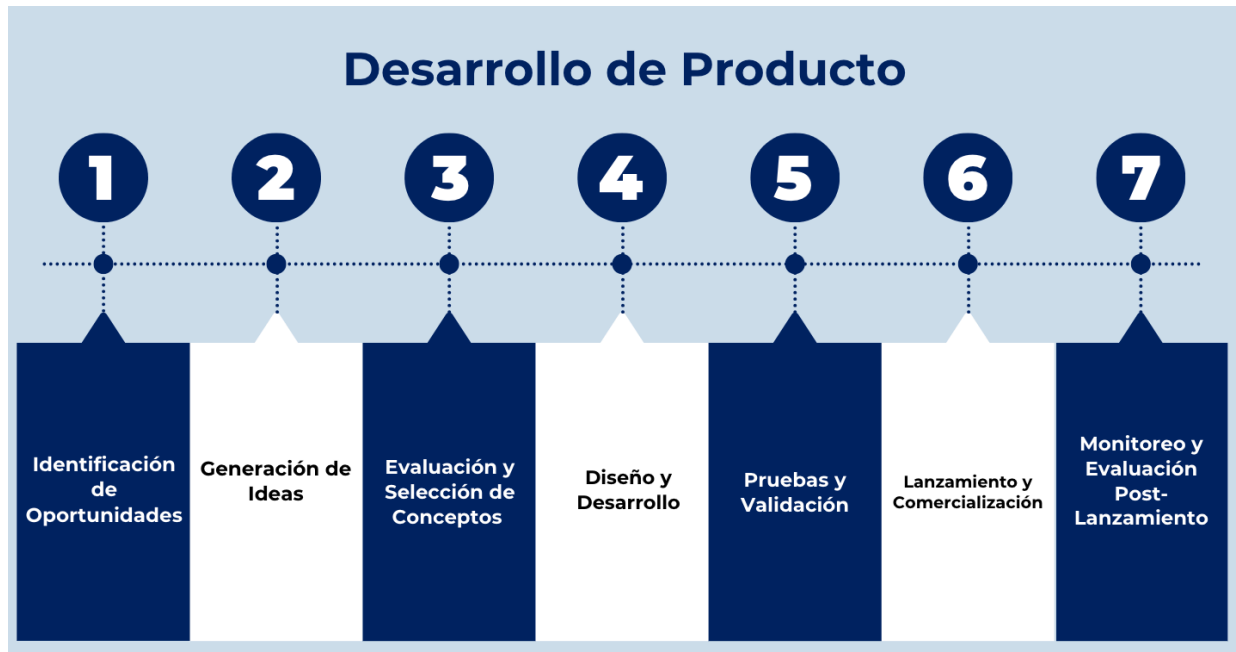 Desarrollo de Producto
1
2
3
4
5
6
7
Identificación
de
Oportunidades
Generación de
Ideas
Evaluación y
Selección de
Conceptos
Diseño y
Desarrollo
Pruebas y
Validación
Lanzamiento y
Comercialización
Monitoreo y
Evaluación
Post-
Lanzamiento